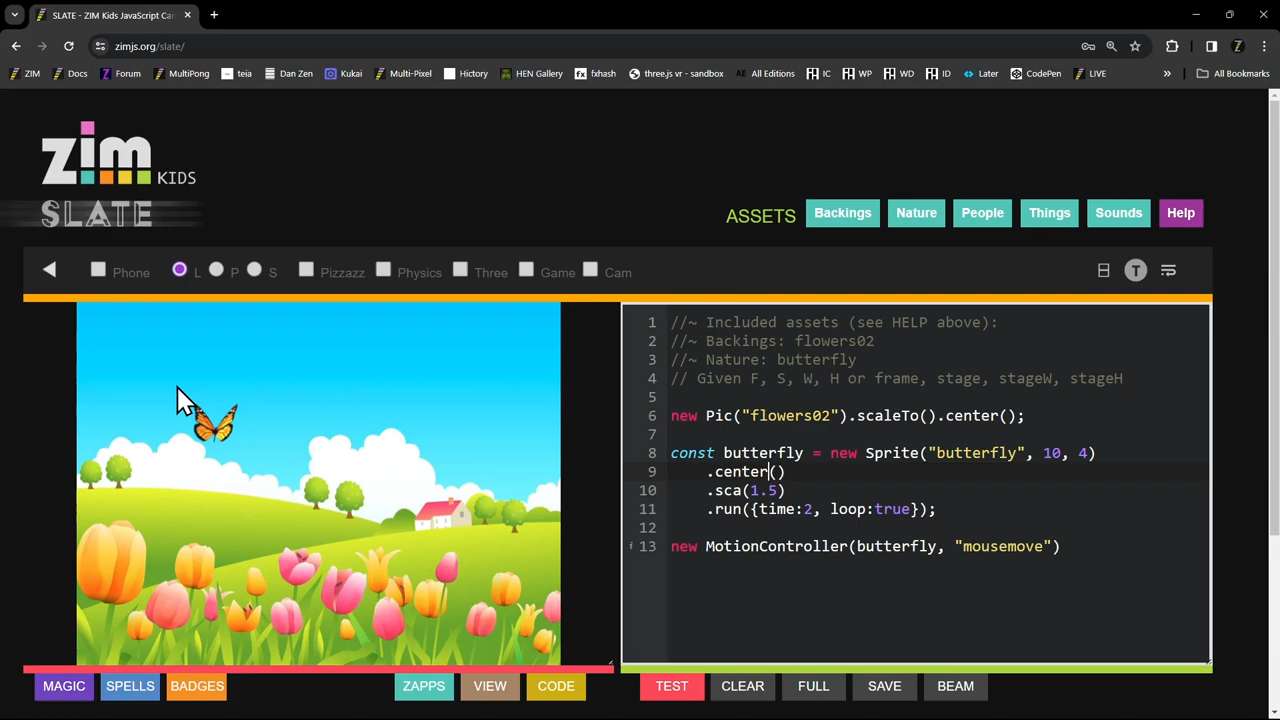 SLATE - ZIM Kids JavaScript Ca
zimjs.org/slate/
ZIM Docs Forum MultiPong teia Dan Zen Kukai Multi-Pixel Hictory HEN Gallery fxhash three.js vr - sandbox All Editions IC WP WD ID Later CodePen LIVE » All Bookmarks
zim KIDS
SLATE
ASSETS Backings Nature People Things Sounds Help
Phone L P S Pizzazz Physics Three Game Cam T
1 //~ Included assets (see HELP above):
2 //~ Backings: flowers02
3 //~ Nature: butterfly
4 // Given F, S, W, H or frame, stage, stageW, stageH
5
6 new Pic("flowers02").scaleTo().center();
7
8 const butterfly = new Sprite("butterfly", 10, 4)
9 .center()
10 .sca(1.5)
11 .run({time:2, loop:true});
12
i 13 new MotionController(butterfly, "mousemove")
MAGIC SPELLS BADGES ZAPPS VIEW CODE TEST CLEAR FULL SAVE BEAM